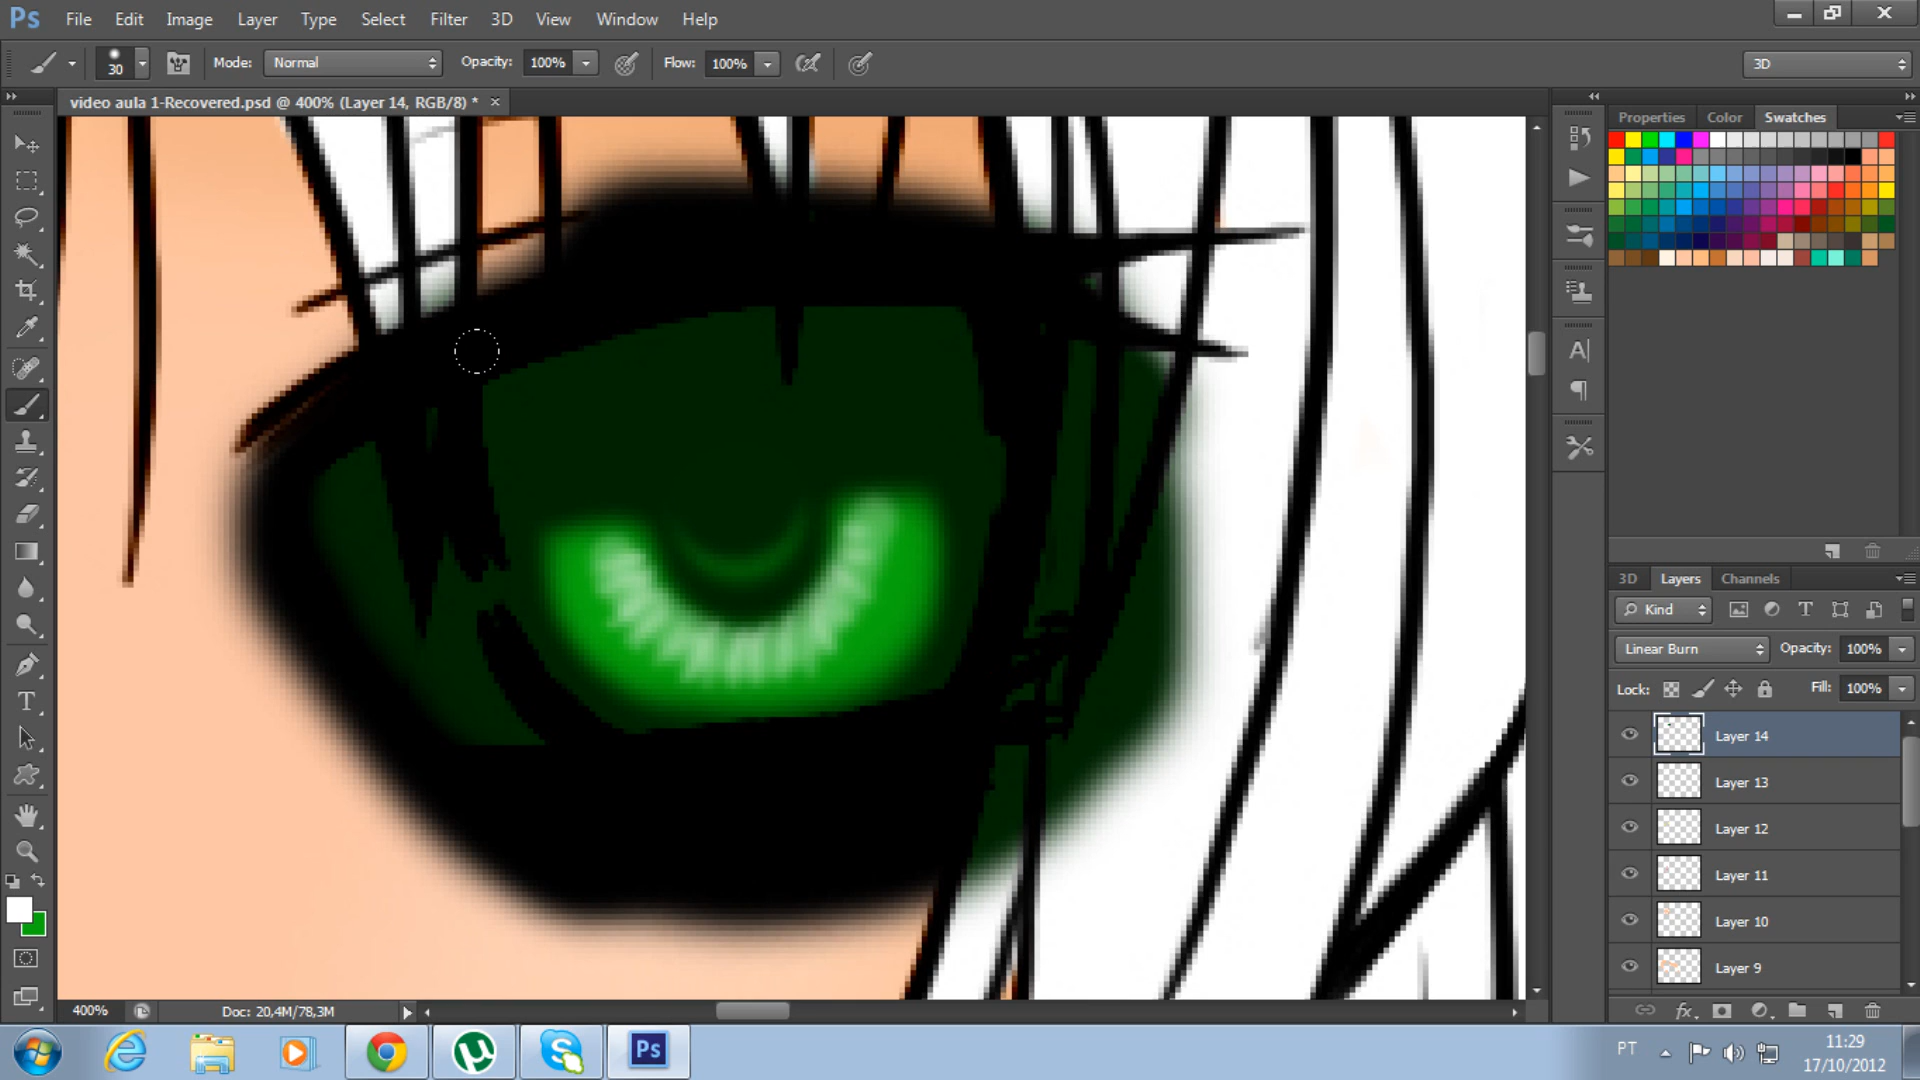 Ps File Edit Image Layer Type Select Filter 3D View Window Help
30 Mode: Normal Opacity: 100% Flow: 100% 3D
video aula 1-Recovered.psd @ 400% (Layer 14, RGB/8) * ×
Properties Color Swatches
3D Layers Channels
Kind
Linear Burn Opacity: 100%
Lock: Fill: 100%
Layer 14
Layer 13
Layer 12
Layer 11
Layer 10
Layer 9
fx
400% Doc: 20,4M/78,3M
Ps PT 11:29
17/10/2012